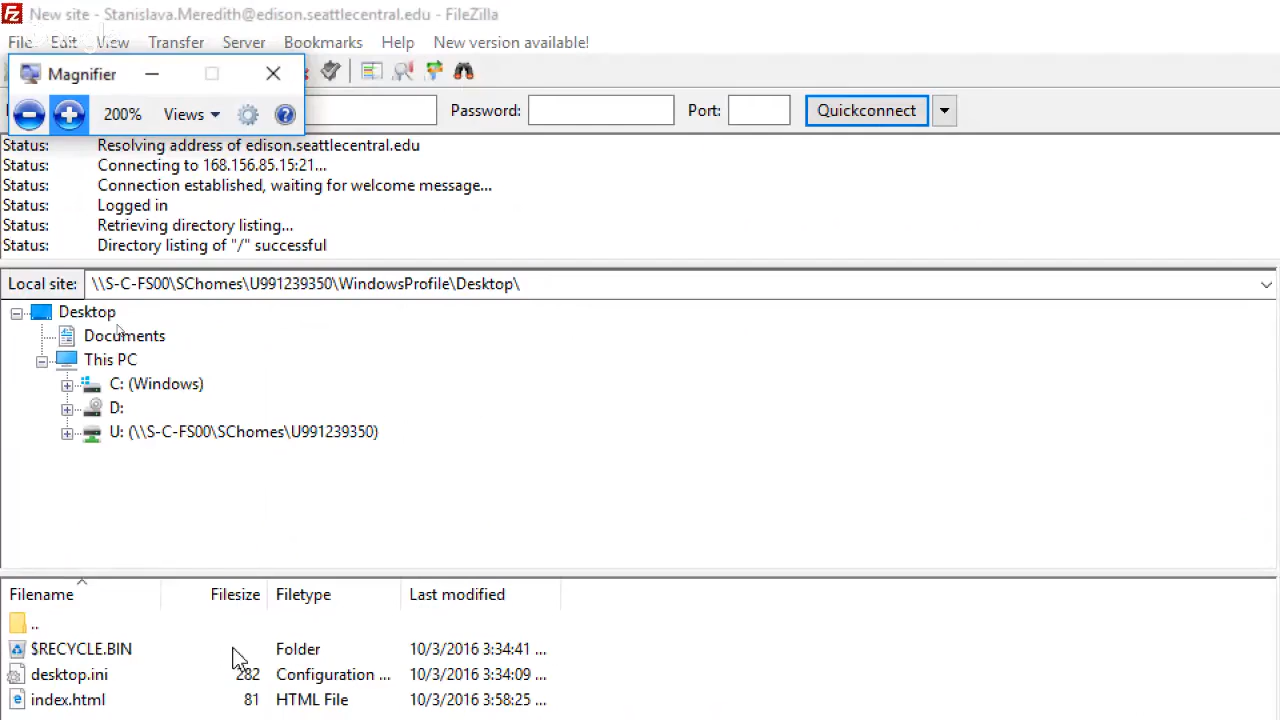 New site - Stanislava.Meredith@edison.seattlecentral.edu - FileZilla
File Edit View Transfer Server Bookmarks Help New version available!
Magnifier
200% Views
Password: Port: Quickconnect
Status: Resolving address of edison.seattlecentral.edu
Status: Connecting to 168.156.85.15:21...
Status: Connection established, waiting for welcome message...
Status: Logged in
Status: Retrieving directory listing...
Status: Directory listing of "/" successful
Local site: \\S-C-FS00\SChomes\U991239350\WindowsProfile\Desktop\
Desktop
Documents
This PC
C: (Windows)
D:
U: (\\S-C-FS00\SChomes\U991239350)
Filename Filesize Filetype Last modified
..
$RECYCLE.BIN Folder 10/3/2016 3:34:41 ...
desktop.ini 282 Configuration ... 10/3/2016 3:34:09 ...
index.html 81 HTML File 10/3/2016 3:58:25 ...